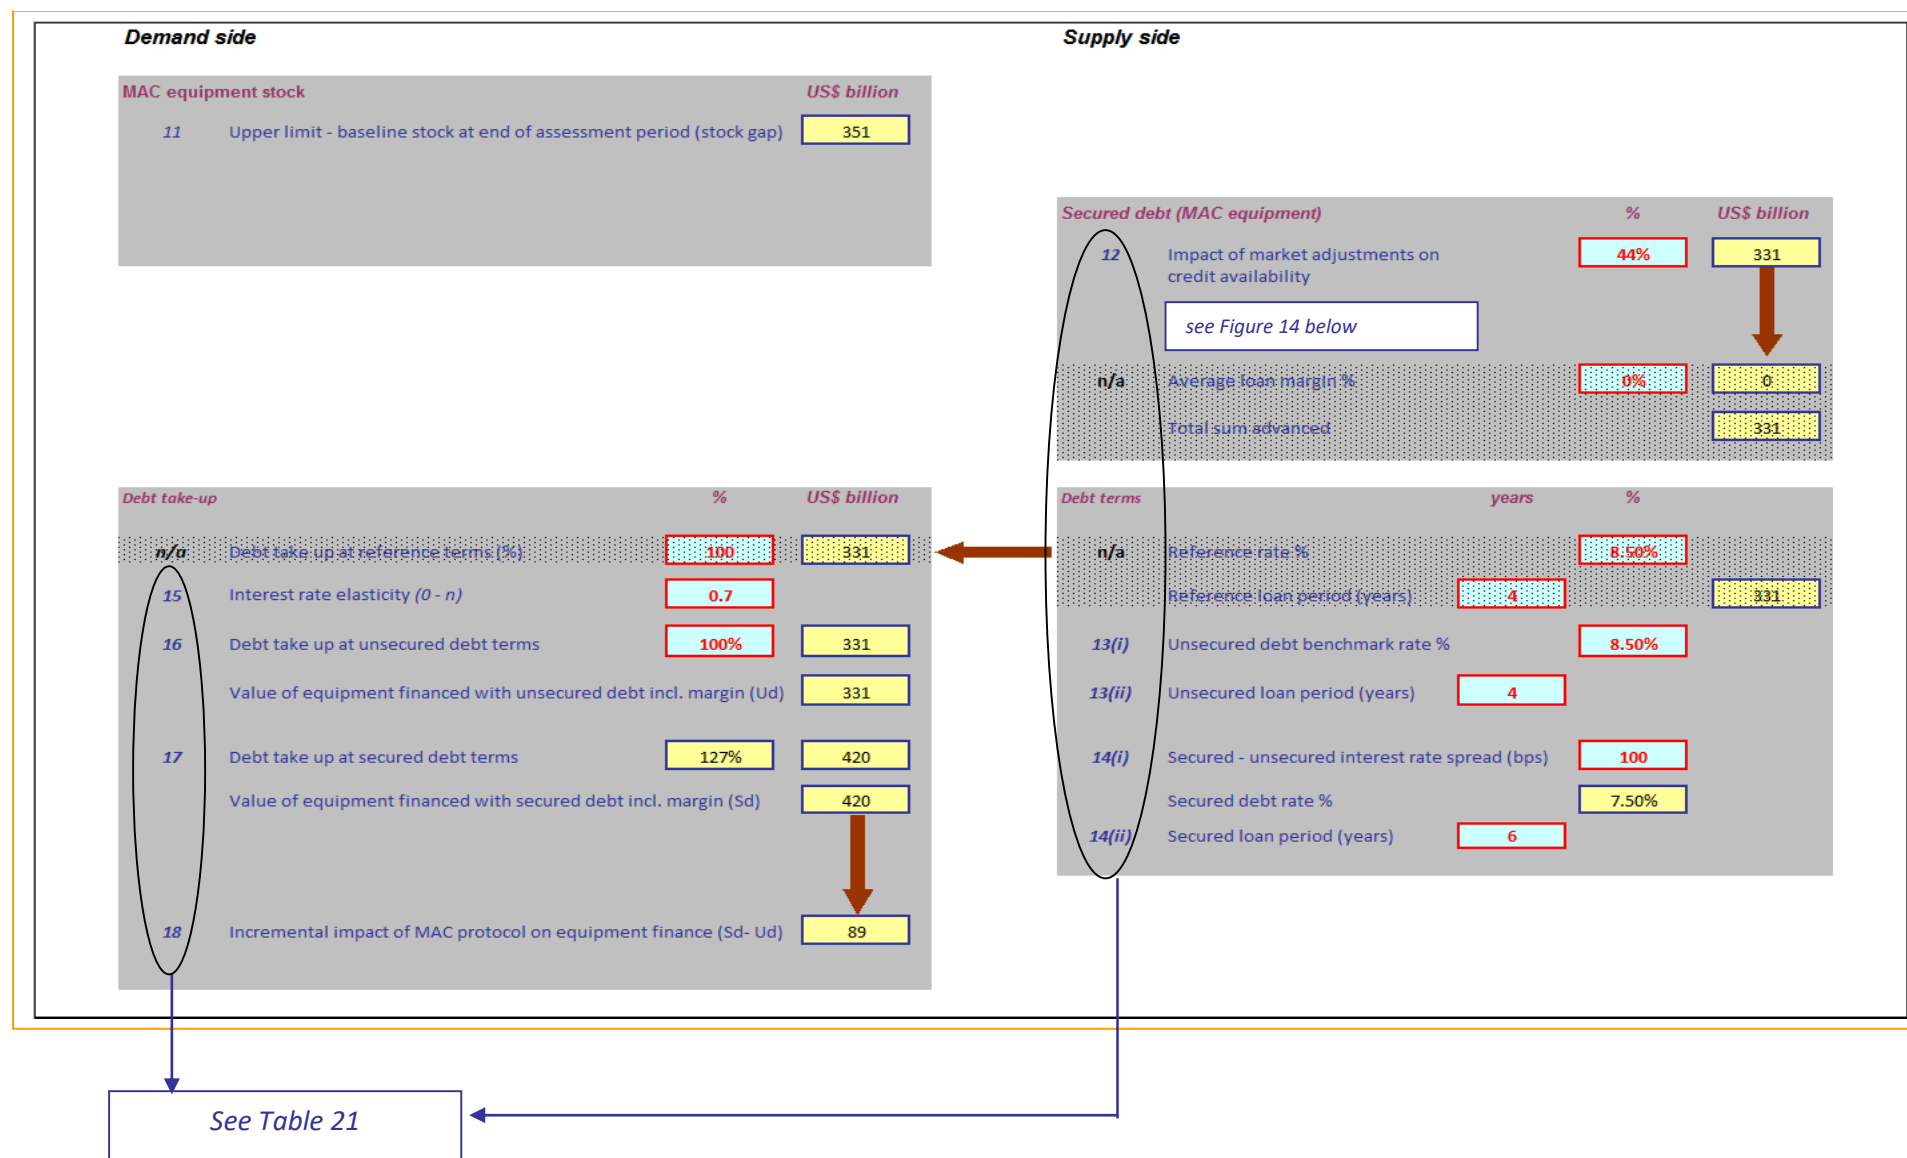 Demand side
Supply side
MAC equipment stock US$ billion
11 Upper limit - baseline stock at end of assessment period (stock gap) 351
Secured debt (MAC equipment) % US$ billion
12 Impact of market adjustments on 44% 331
credit availability
see Figure 14 below
n/a Average loan margin % 0% 0
Total sum advanced 331
Debt take-up % US$ billion
n/a Debt take up at reference terms (%) 100 331
15 Interest rate elasticity (0 - n) 0.7
16 Debt take up at unsecured debt terms 100% 331
Value of equipment financed with unsecured debt incl. margin (Ud) 331
17 Debt take up at secured debt terms 127% 420
Value of equipment financed with secured debt incl. margin (Sd) 420
18 Incremental impact of MAC protocol on equipment finance (Sd- Ud) 89
Debt terms years %
n/a Reference rate % 8.50%
Reference loan period (years) 4 331
13(i) Unsecured debt benchmark rate % 8.50%
13(ii) Unsecured loan period (years) 4
14(i) Secured - unsecured interest rate spread (bps) 100
Secured debt rate % 7.50%
14(ii) Secured loan period (years) 6
See Table 21